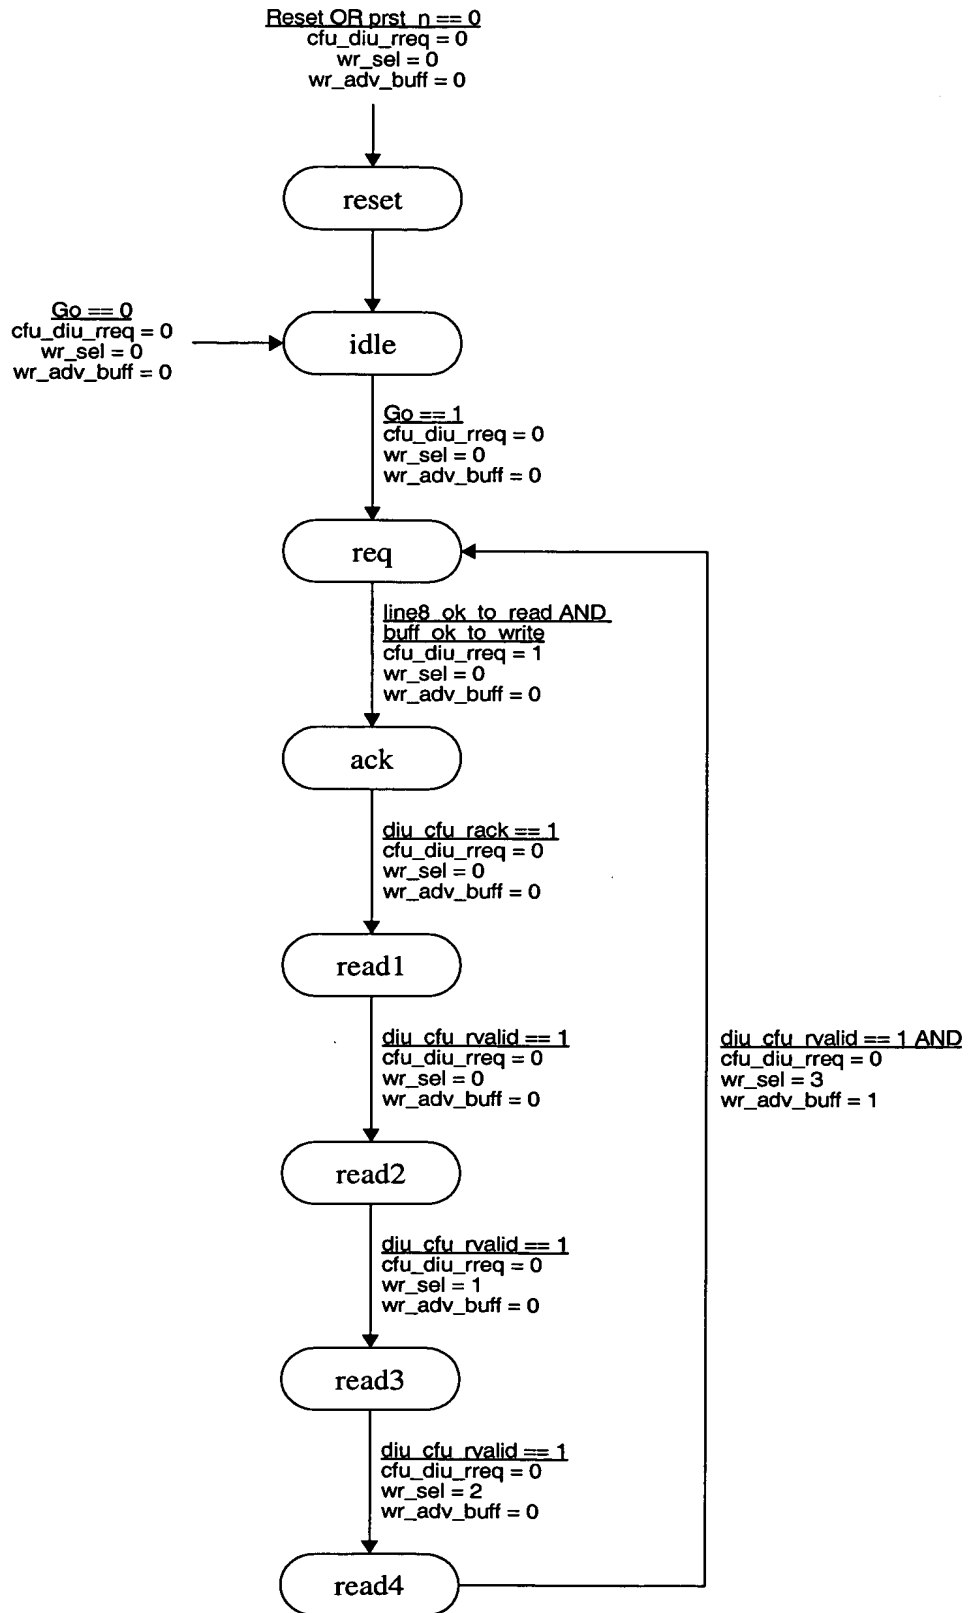 Reset OR prst_n == 0
cfu_diu_rreq = 0
wr_sel = 0
wr_adv_buff = 0
reset
Go == 0
cfu_diu_rreq = 0
wr_sel = 0
wr_adv_buff = 0
idle
Go == 1
cfu_diu_rreq = 0
wr_sel = 0
wr_adv_buff = 0
req
line8_ok_to_read AND
buff_ok_to_write
cfu_diu_rreq = 1
wr_sel = 0
wr_adv_buff = 0
ack
diu_cfu_rack == 1
cfu_diu_rreq = 0
wr_sel = 0
wr_adv_buff = 0
read1
diu_cfu_rvalid == 1
cfu_diu_rreq = 0
wr_sel = 0
wr_adv_buff = 0
diu_cfu_rvalid == 1 AND
cfu_diu_rreq = 0
wr_sel = 3
wr_adv_buff = 1
read2
diu_cfu_rvalid == 1
cfu_diu_rreq = 0
wr_sel = 1
wr_adv_buff = 0
read3
diu_cfu_rvalid == 1
cfu_diu_rreq = 0
wr_sel = 2
wr_adv_buff = 0
read4